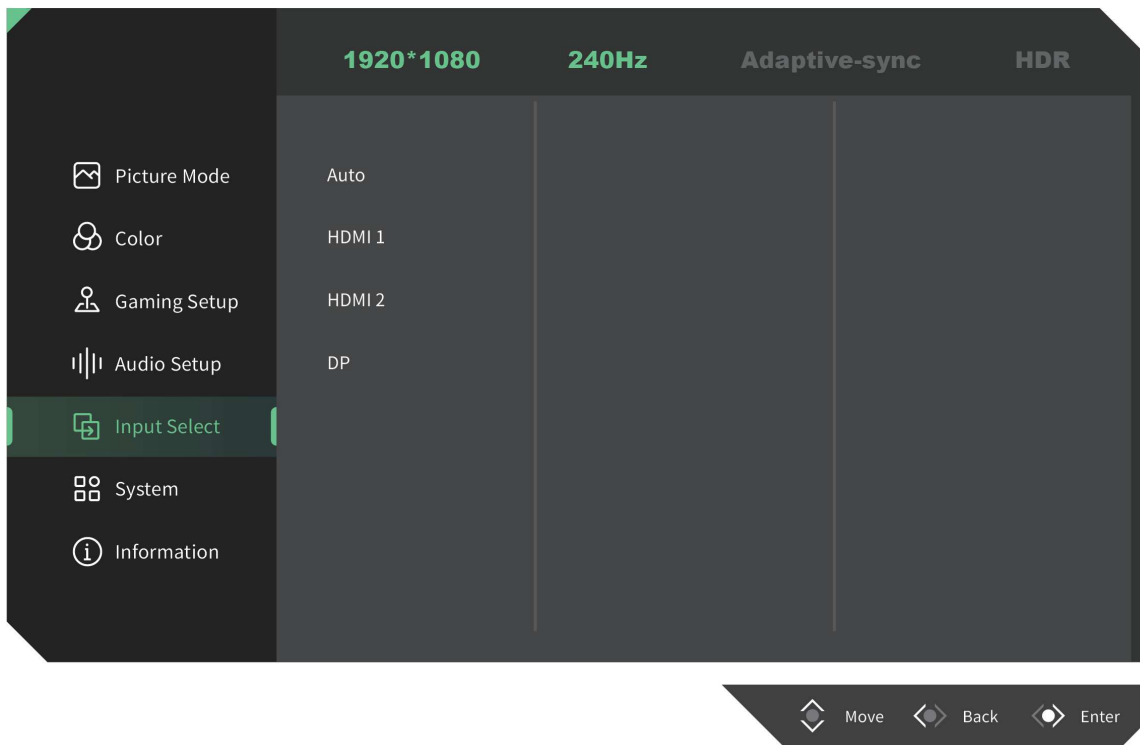 1920*1080 240Hz Adaptive-sync HDR
Picture Mode Auto
Color HDMI 1
Gaming Setup HDMI 2
Audio Setup DP
Input Select
System
Information
Move Back Enter